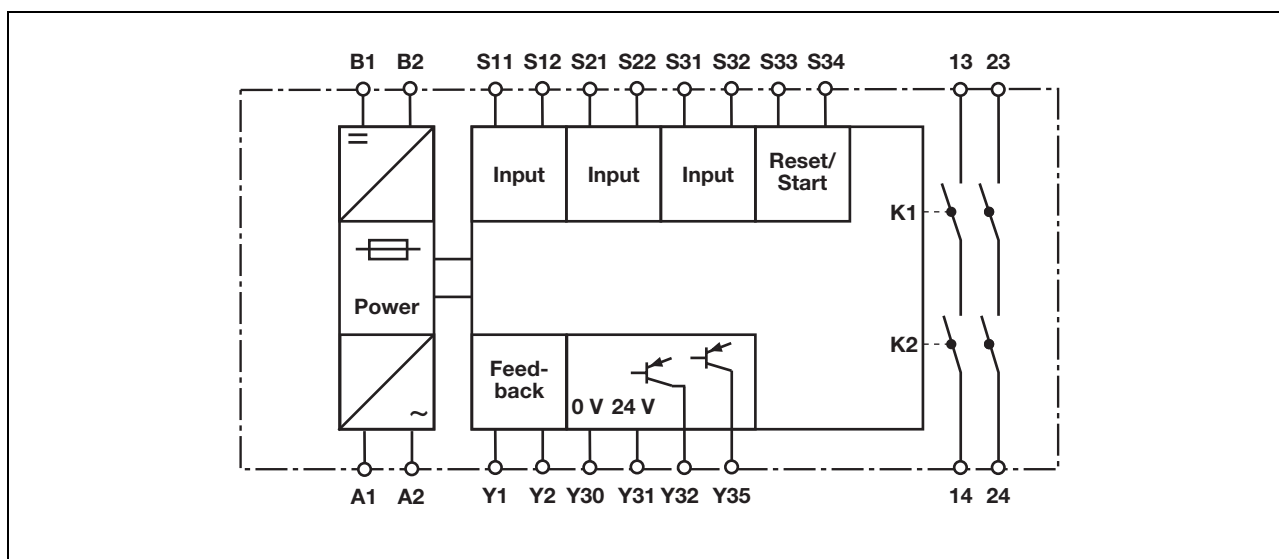 B1 B2 S11 S12 S21 S22 S31 S32 S33 S34 13 23
=
Input Input Input Reset/
Start
K1
Power
K2
Feed-
back
0 V 24 V
~
A1 A2 Y1 Y2 Y30 Y31 Y32 Y35 14 24